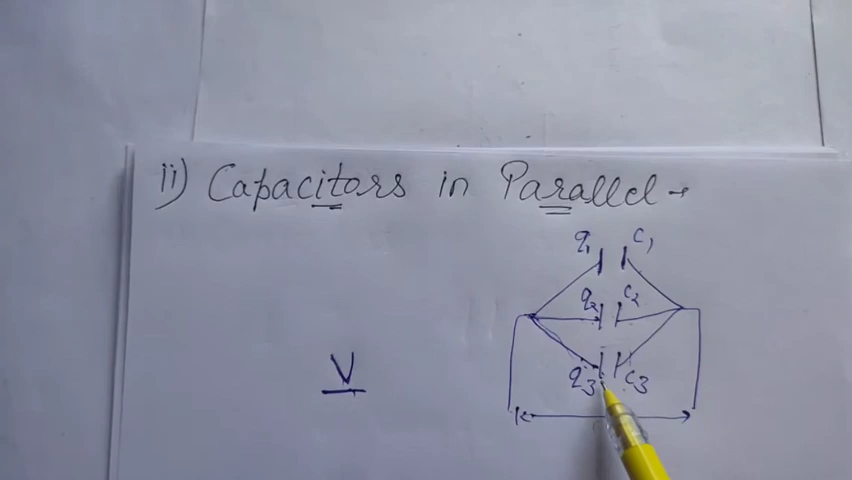 ii) Capacitors in Parallel →
q1 C1
q2 C2
V
q3 C3